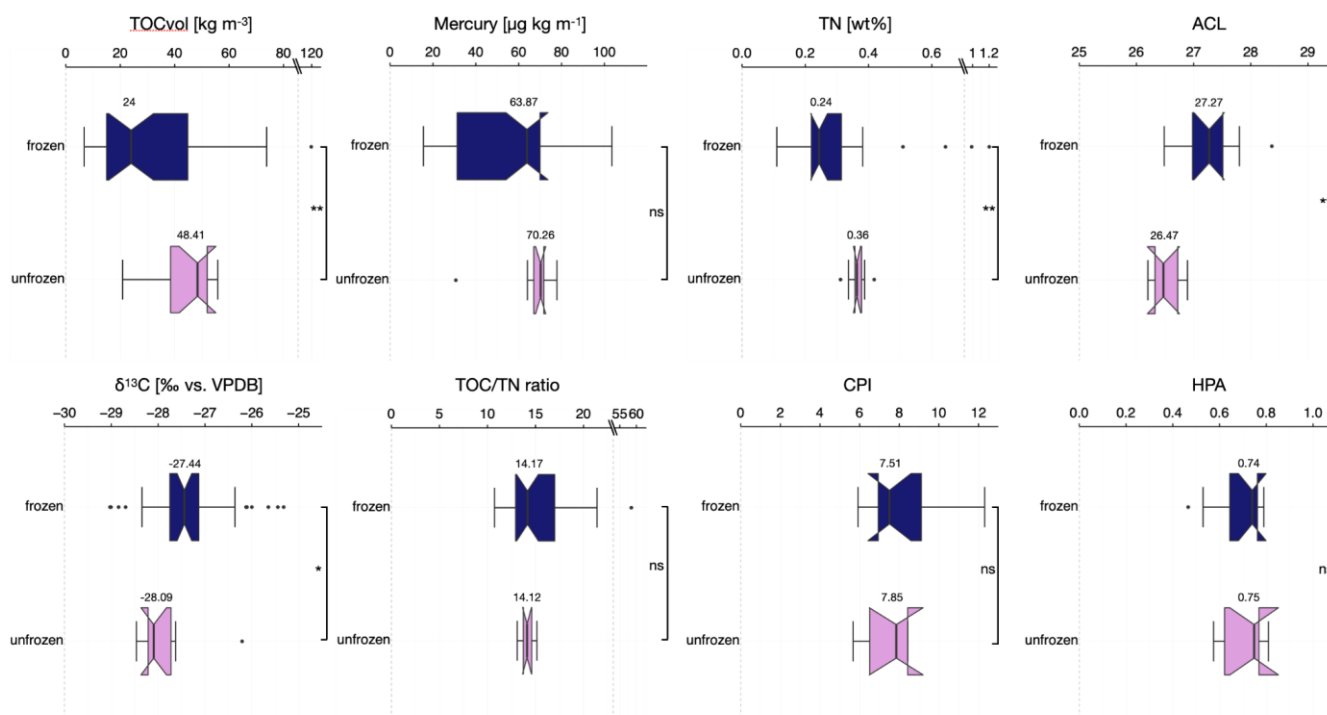 TOCvol [kg m⁻³]
0 20 40 60 80 120
24
frozen
48.41
unfrozen
**
Mercury [µg kg m⁻¹]
0 20 40 60 80 100
63.87
frozen
70.26
unfrozen
ns
TN [wt%]
0.0 0.2 0.4 0.6 1 1.2
0.24
frozen
0.36
unfrozen
**
ACL
25 26 27 28 29
27.27
frozen
26.47
unfrozen
*
δ¹³C [‰ vs. VPDB]
−30 −29 −28 −27 −26 −25
-27.44
frozen
-28.09
unfrozen
*
TOC/TN ratio
0 5 10 15 20 55 60
14.17
frozen
14.12
unfrozen
ns
CPI
0 2 4 6 8 10 12
7.51
frozen
7.85
unfrozen
ns
HPA
0.0 0.2 0.4 0.6 0.8 1.0
0.74
frozen
0.75
unfrozen
n